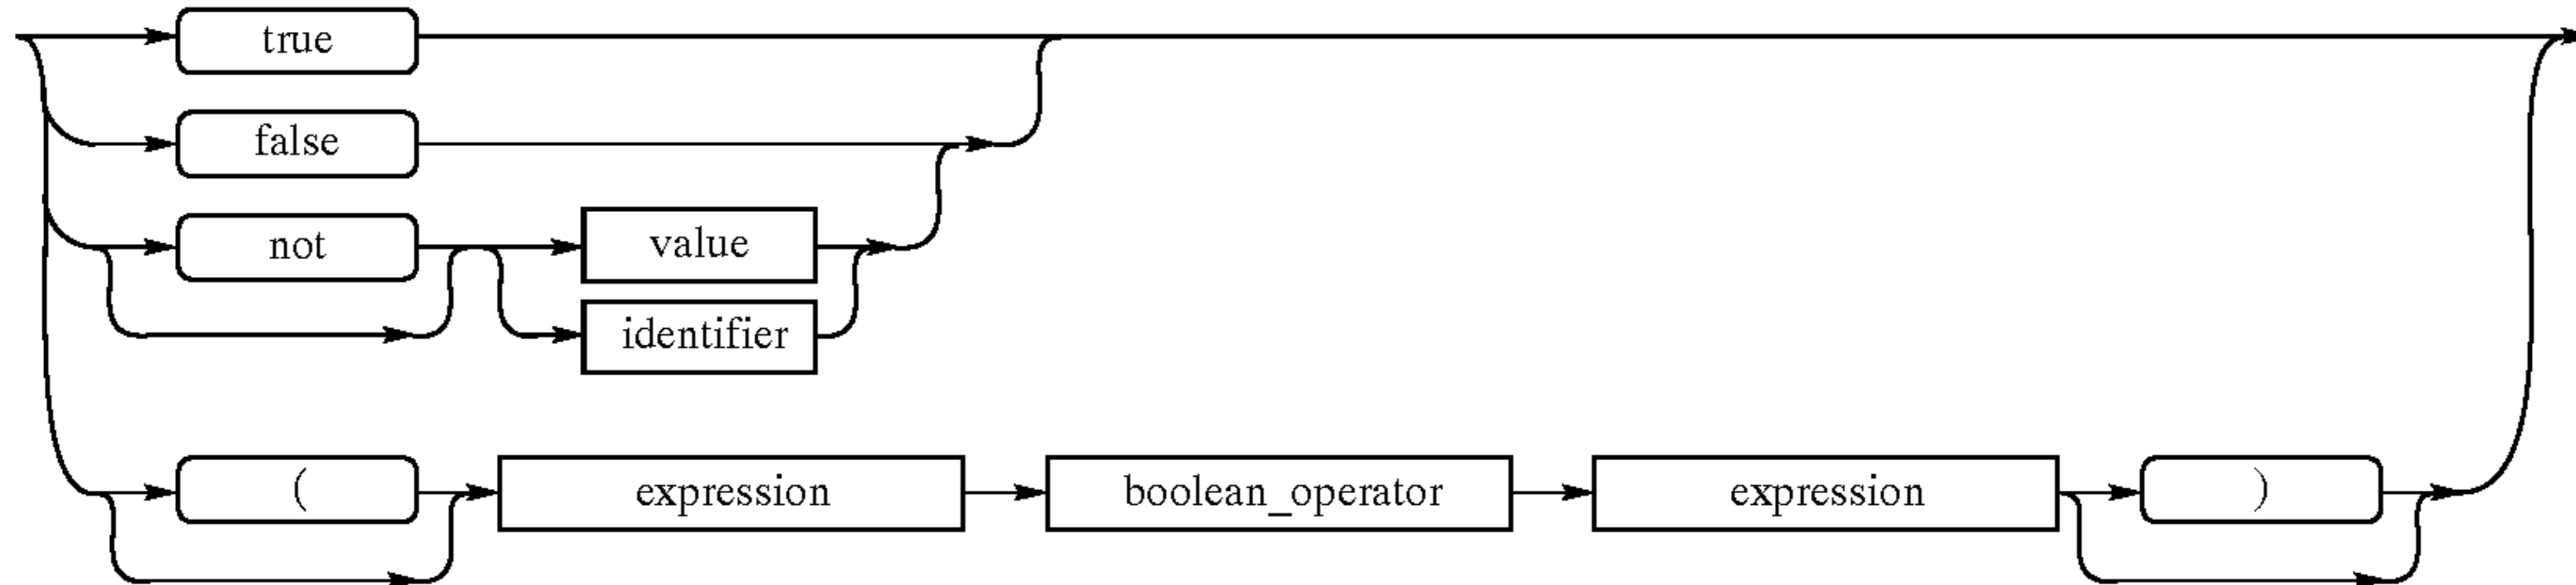 true
false
not value
identifier
( expression boolean_operator expression )